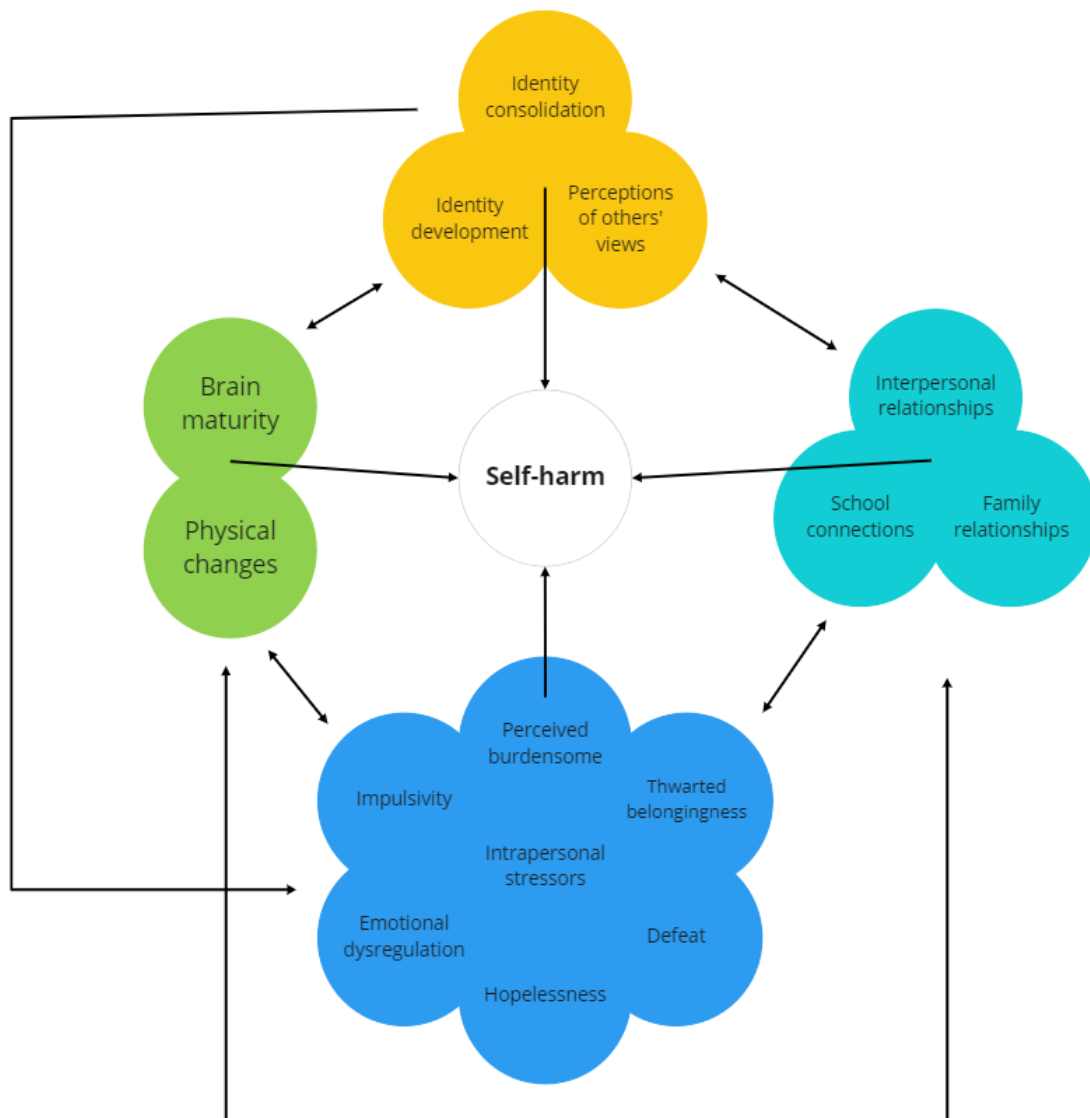 Identity
consolidation
Identity
development
Perceptions
of others'
views
Brain
maturity
Physical
changes
Self-harm
Interpersonal
relationships
School
connections
Family
relationships
Perceived
burdensome
Impulsivity
Thwarted
belongingness
Intrapersonal
stressors
Emotional
dysregulation
Defeat
Hopelessness